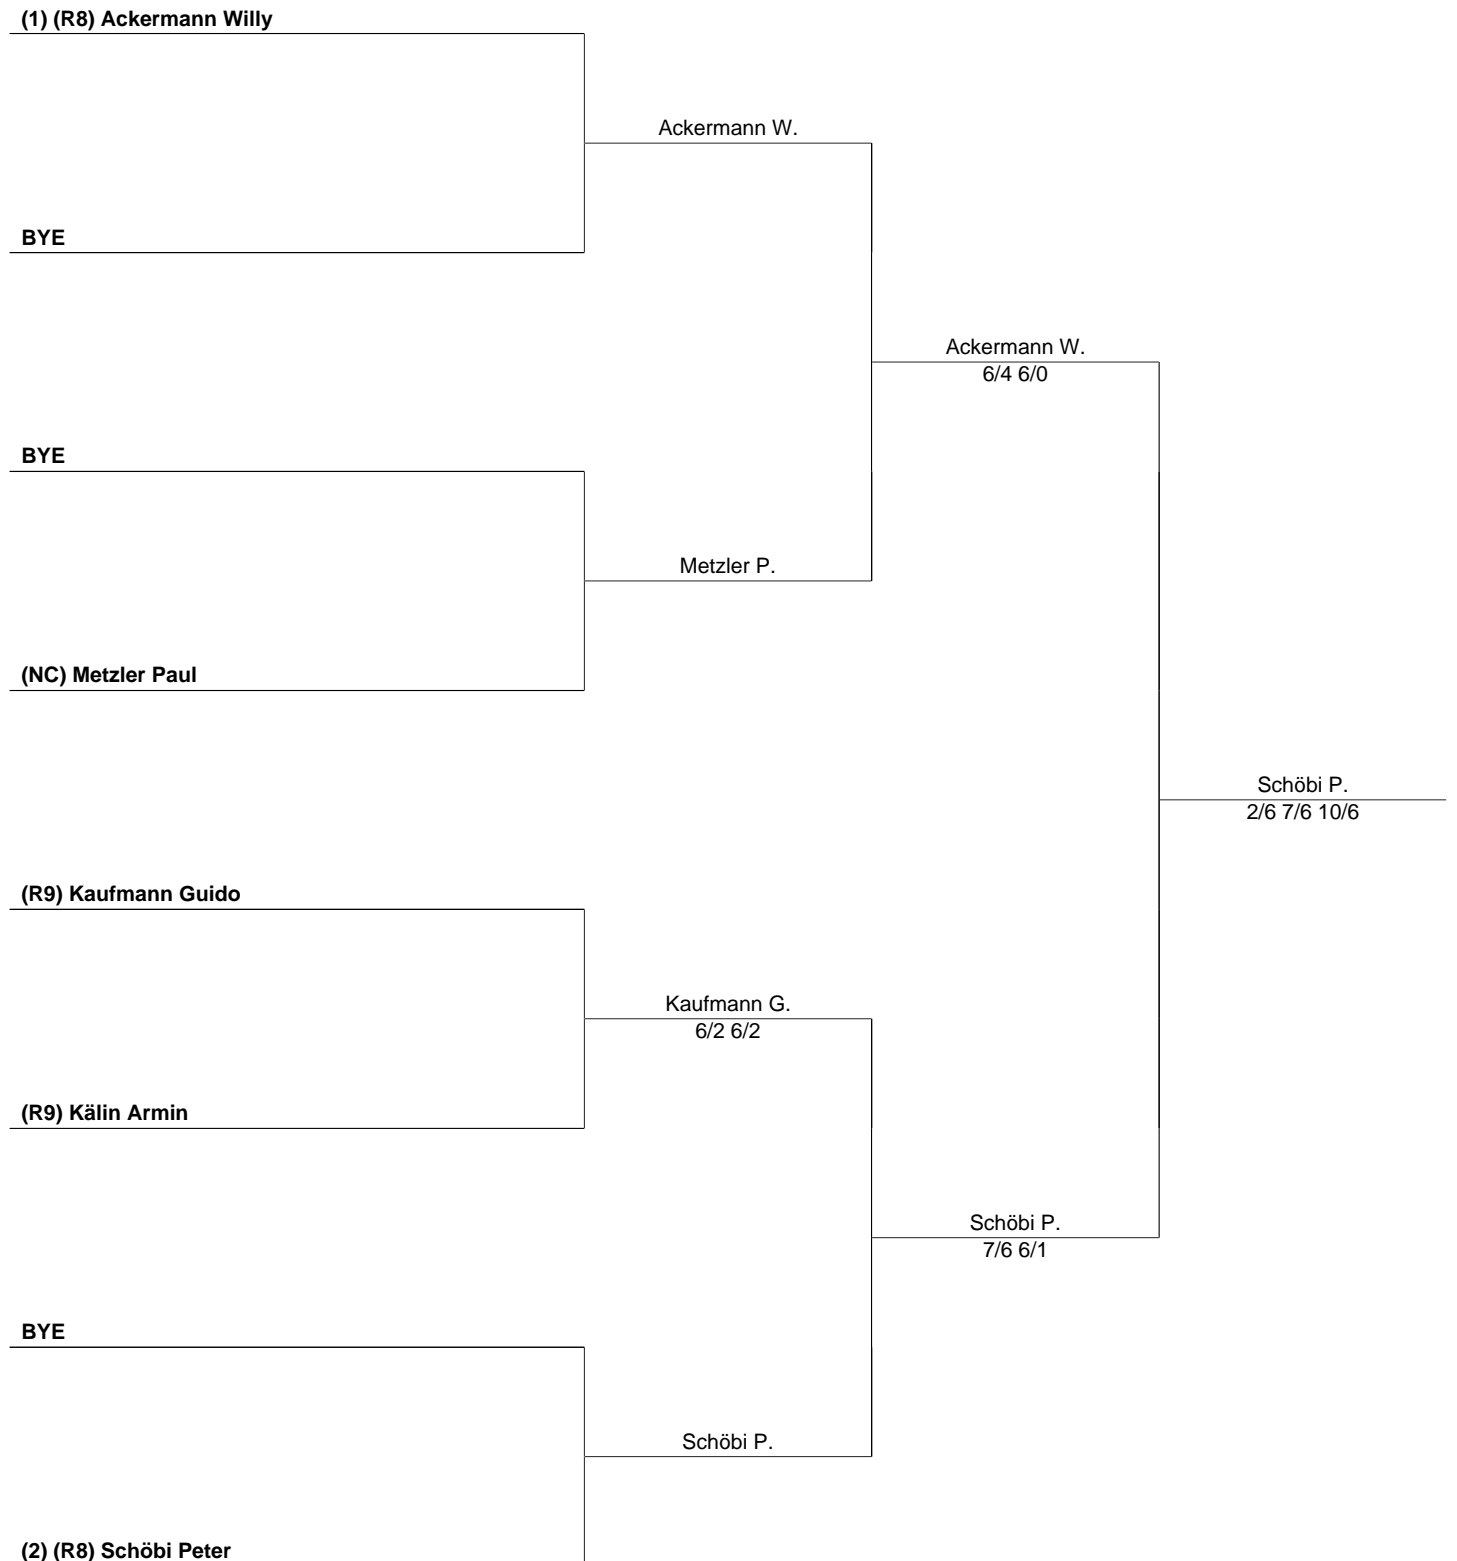 (1) (R8) Ackermann Willy
Ackermann W.
BYE
Ackermann W.
6/4 6/0
BYE
Metzler P.
(NC) Metzler Paul
Schöbi P.
2/6 7/6 10/6
(R9) Kaufmann Guido
Kaufmann G.
6/2 6/2
(R9) Kälin Armin
Schöbi P.
7/6 6/1
BYE
Schöbi P.
(2) (R8) Schöbi Peter